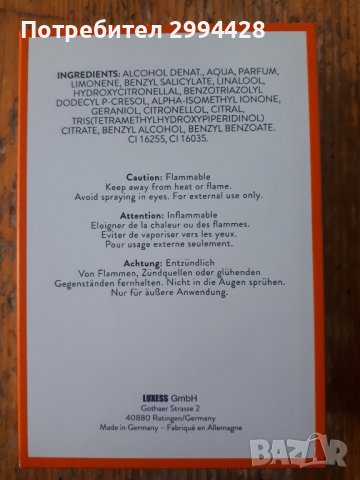 Потребител 2994428
INGREDIENTS: ALCOHOL DENAT., AQUA, PARFUM,
LIMONENE, BENZYL SALICYLATE, LINALOOL,
HYDROXYCITRONELLAL, BENZOTRIAZOLYL
DODECYL P-CRESOL, ALPHA-ISOMETHYL IONONE,
GERANIOL, CITRONELLOL, CITRAL,
TRIS(TETRAMETHYLHYDROXYPIPERIDINOL)
CITRATE, BENZYL ALCOHOL, BENZYL BENZOATE.
CI 16255, CI 16035.
Caution: Flammable
Keep away from heat or flame.
Avoid spraying in eyes. For external use only.
Attention: Inflammable
Eloigner de la chaleur ou des flammes.
Eviter de vaporiser vers les yeux.
Pour usage externe seulement.
Achtung: Entzündlich
Von Flammen, Zündquellen oder glühenden
Gegenständen fernhalten. Nicht in die Augen sprühen.
Nur für äußere Anwendung.
LUXESS GmbH
Gothaer Strasse 2
40880 Ratingen/Germany
Made in Germany – Fabriqué en Allemagne
BAZAR